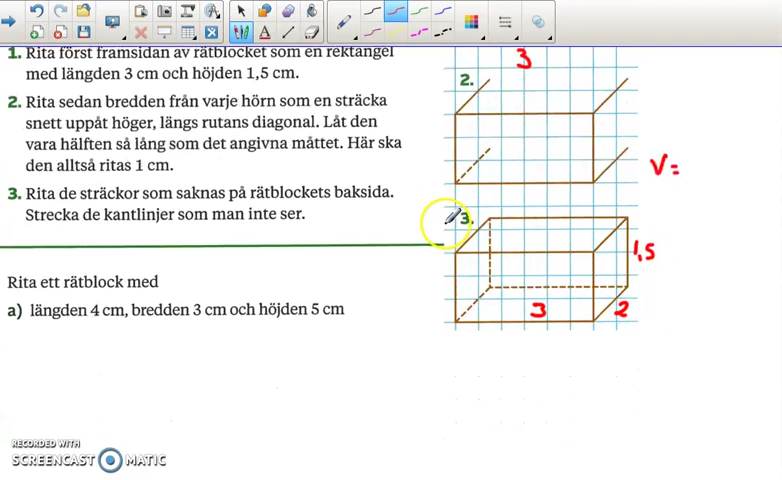 1. Rita först framsidan av rätblocket som en rektangel
med längden 3 cm och höjden 1,5 cm.
2. Rita sedan bredden från varje hörn som en sträcka
snett uppåt höger, längs rutans diagonal. Låt den
vara hälften så lång som det angivna måttet. Här ska
den alltså ritas 1 cm.
3. Rita de sträckor som saknas på rätblockets baksida.
Strecka de kantlinjer som man inte ser.
Rita ett rätblock med
a) längden 4 cm, bredden 3 cm och höjden 5 cm
3
2.
V=
3.
1,5
3
2
RECORDED WITH
SCREENCAST MATIC